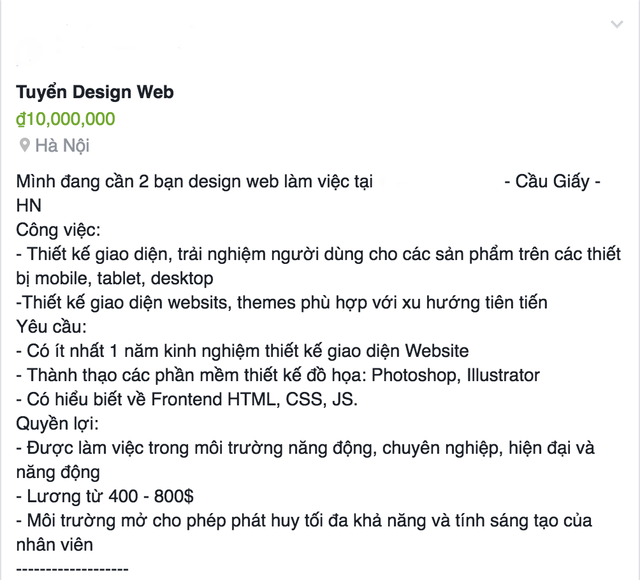 Tuyển Design Web
₫10,000,000
Hà Nội
Mình đang cần 2 bạn design web làm việc tại - Cầu Giấy -
HN
Công việc:
- Thiết kế giao diện, trải nghiệm người dùng cho các sản phẩm trên các thiết
bị mobile, tablet, desktop
-Thiết kế giao diện websits, themes phù hợp với xu hướng tiên tiến
Yêu cầu:
- Có ít nhất 1 năm kinh nghiệm thiết kế giao diện Website
- Thành thạo các phần mềm thiết kế đồ họa: Photoshop, Illustrator
- Có hiểu biết về Frontend HTML, CSS, JS.
Quyền lợi:
- Được làm việc trong môi trường năng động, chuyên nghiệp, hiện đại và
năng động
- Lương từ 400 - 800$
- Môi trường mở cho phép phát huy tối đa khả năng và tính sáng tạo của
nhân viên
-------------------